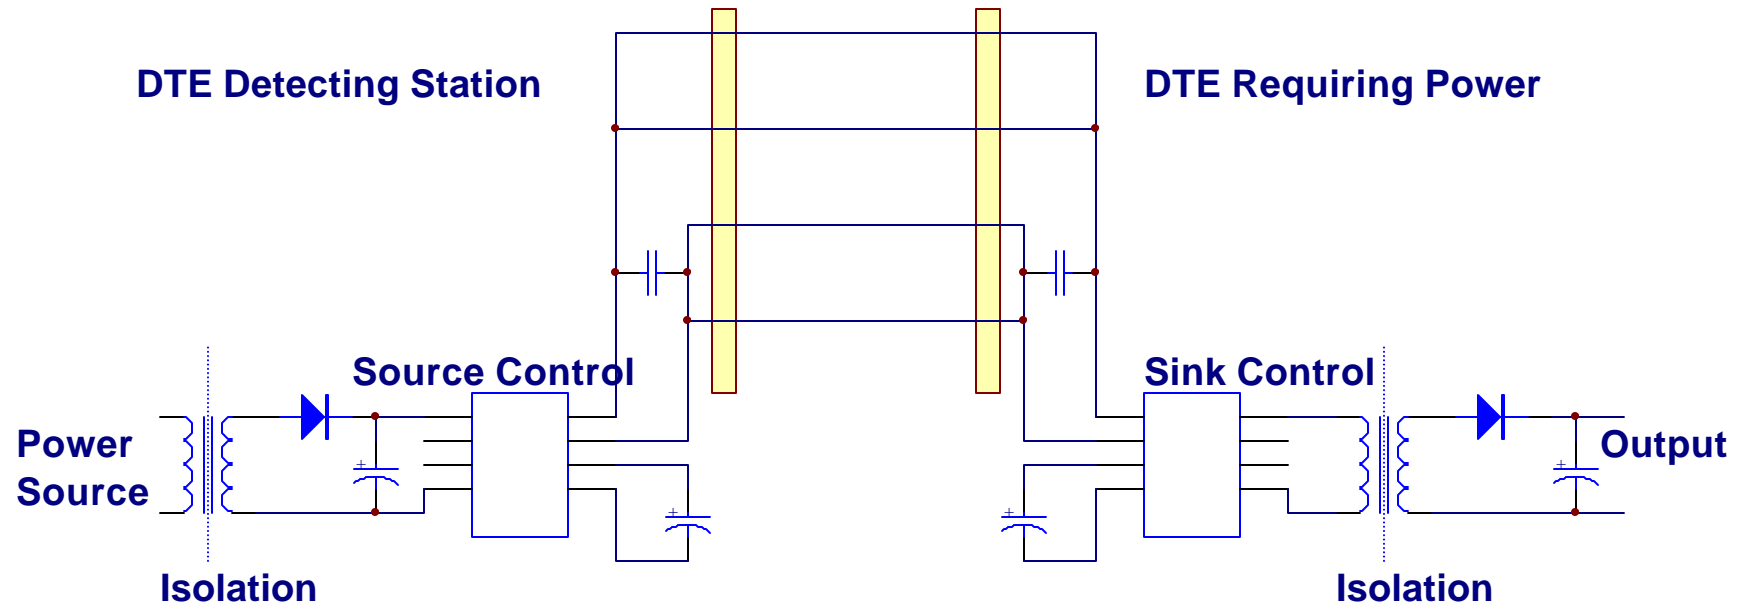 DTE Detecting Station
DTE Requiring Power
Source Control
Sink Control
Power
Source
Output
+
+
+
+
Isolation
Isolation